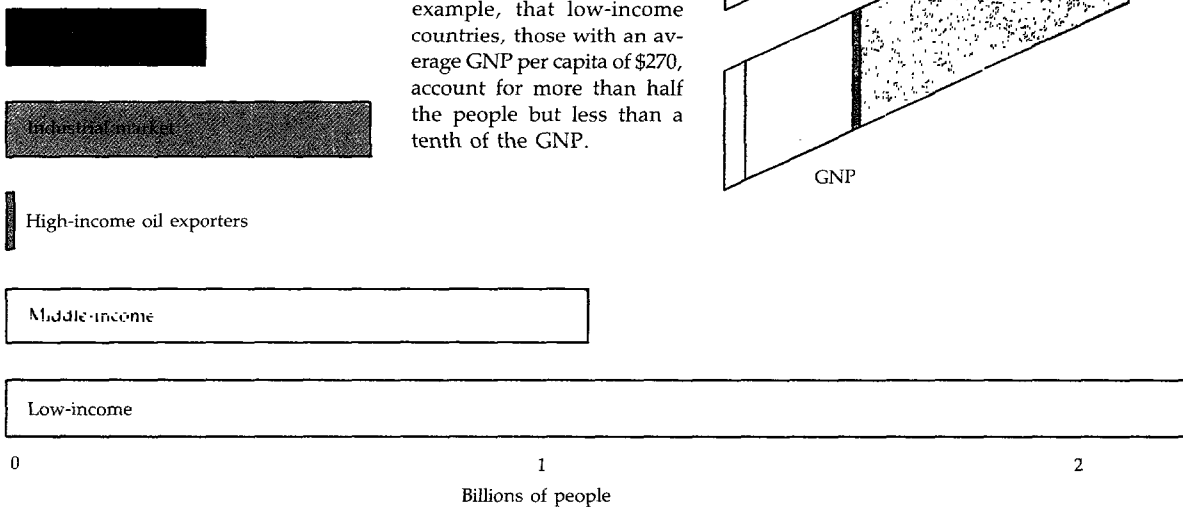 example, that low-income
countries, those with an av-
erage GNP per capita of $270,
account for more than half
the people but less than a
tenth of the GNP.
Industrial market
GNP
High-income oil exporters
Middle-income
Low-income
0 1 2
Billions of people